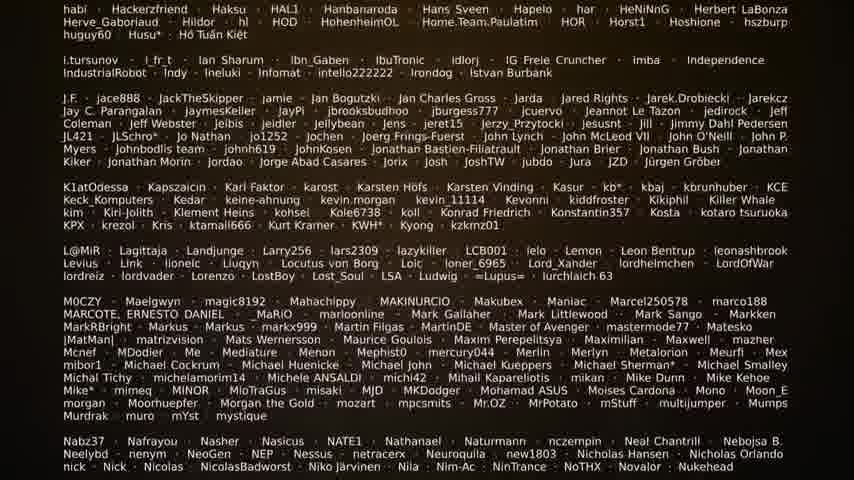 habi · Hackerzfriend · Haksu · HAL1 · Hanbanaroda · Hans Sveen · Hapelo · har · HeNiNnG · Herbert LaBonza
Herve_Gaboriaud · Hildor · hl · HOD · HohenheimOL · Home.Team.Paulatim · HOR · Horst1 · Hoshione · hszburp
huguy60 · Husu* · Hồ Tuấn Kiệt
i.tursunov · i_fr_t · Ian Sharum · Ibn_Gaben · IbuTronic · idlorj · IG Freie Cruncher · imba · Independence
IndustrialRobot · Indy · Ineluki · Infomat · intello222222 · Irondog · Istvan Burbank
J.F. · jace888 · JackTheSkipper · jamie · Jan Bogutzki · Jan Charles Gross · Jarda · Jared Rights · Jarek.Drobiecki · Jarekcz
Jay C. Parangalan · JaymesKeller · JayPi · jbrooksbudhoo · jburgess777 · jcuervo · Jeannot Le Tazon · jedirock · Jeff
Coleman · Jeff Webster · Jelbis · jeidler · Jellybean · Jens · jeret15 · Jerzy_Przytocki · jesusnt · Jill · Jimmy Dahl Pedersen
JL421 · JLSchro* · Jo Nathan · jo1252 · Jochen · Joerg Frings-Fuerst · John Lynch · John McLeod VII · John O'Neill · John P.
Myers · Johnbodlis team · johnh619 · JohnKosen · Jonathan Bastien-Filiatrault · Jonathan Brier · Jonathan Bush · Jonathan
Kiker · Jonathan Morin · Jordao · Jorge Abad Casares · Jorix · Josh · JoshTW · jubdo · Jura · JZD · Jürgen Gröber
K1atOdessa · Kapszaicin · Karl Faktor · karost · Karsten Höfs · Karsten Vinding · Kasur · kb* · kbaj · kbrunhuber · KCE
Keck_Komputers · Kedar · keine-ahnung · kevin.morgan · kevin_11114 · Kevonni · kiddfroster · Kikiphil · Killer Whale
kim · Kiri-Jolith · Klement Heins · kohsei · Kole6738 · koll · Konrad Friedrich · Konstantin357 · Kosta · kotaro tsuruoka
KPX · krezol · Kris · ktamail666 · Kurt Kramer · KWH* · Kyong · kzkmz01
L@MiR · Lagittaja · Landjunge · Larry256 · lars2309 · lazykiller · LCB001 · lelo · Lemon · Leon Bentrup · leonashbrook
Levius · Link · lionelc · Liuqyn · Locutus von Borg · Loic · loner_6965 · Lord_Xander · lordhelmchen · LordOfWar
lordreiz · lordvader · Lorenzo · LostBoy · Lost_Soul · LSA · Ludwig · =Lupus= · lurchlaich 63
M0CZY · Maelgwyn · magic8192 · Mahachippy · MAKINURCIO · Makubex · Maniac · Marcel250578 · marco188
MARCOTE, ERNESTO DANIEL · _MaRiO · marloonline · Mark Gallaher · Mark Littlewood · Mark Sango · Markken
MarkRBright · Markus · Markus · markx999 · Martin Filgas · MartinDE · Master of Avenger · mastermode77 · Matesko
|MatMan| · matrizvision · Mats Wernersson · Maurice Goulois · Maxim Perepelitsya · Maximilian · Maxwell · mazner
Mcnef · MDodier · Me · Mediature · Menon · Mephist0 · mercury044 · Merlin · Merlyn · Metalorion · Meurfi · Mex
mibor1 · Michael Cockrum · Michael Huenicke · Michael John · Michael Kueppers · Michael Sherman* · Michael Smalley
Michal Tichy · michelamorin14 · Michele ANSALDI · michi42 · Mihail Kapareliotis · mikan · Mike Dunn · Mike Kehoe
Mike* · mimeq · MINOR · MioTraGus · misaki · MJD · MKDodger · Mohamad ASUS · Moises Cardona · Mono · Moon_E
morgan · Moorhuepfer · Morgan the Gold · mozart · mpcsmits · Mr.OZ · MrPotato · mStuff · multijumper · Mumps
Murdrak · muro · mYst · mystique
Nabz37 · Nafrayou · Nasher · Nasicus · NATE1 · Nathanael · Naturmann · nczempin · Neal Chantrill · Nebojsa B.
Neelybd · nenym · NeoGen · NEP · Nessus · netracerx · Neuroquila · new1803 · Nicholas Hansen · Nicholas Orlando
nick · Nick · Nicolas · NicolasBadworst · Niko Järvinen · Nila · Nim-Ac · NinTrance · NoTHX · Novalor · Nukehead